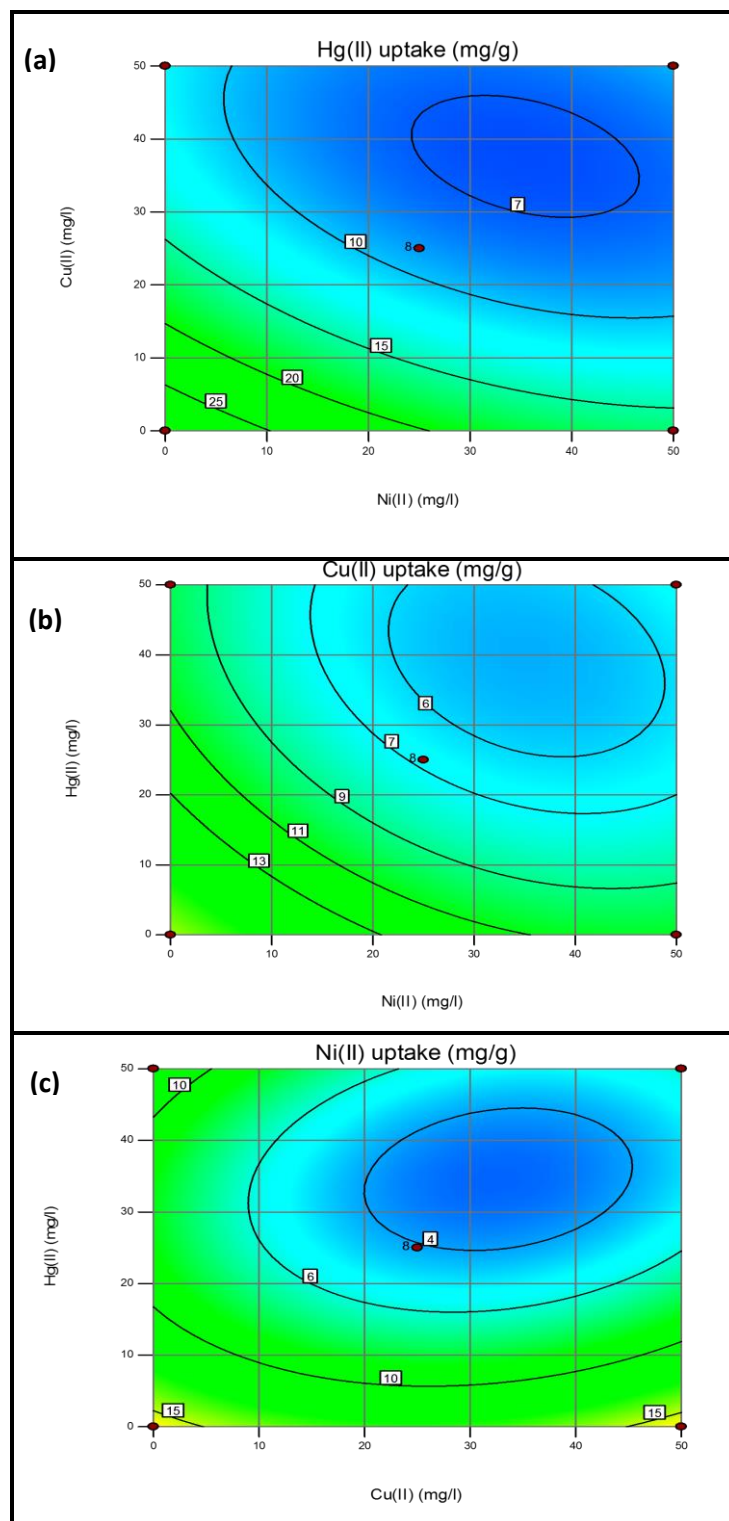 (a)
Hg(II) uptake (mg/g)
50
40
30
20
10
0
Cu(II) (mg/l)
7
10
8
15
20
25
0 10 20 30 40 50
Ni(II) (mg/l)
(b)
Cu(II) uptake (mg/g)
50
40
30
20
10
0
Hg(II) (mg/l)
6
7
8
9
11
13
0 10 20 30 40 50
Ni(II) (mg/l)
(c)
Ni(II) uptake (mg/g)
50
40
30
20
10
0
Hg(II) (mg/l)
10
4
8
6
10
15
15
0 10 20 30 40 50
Cu(II) (mg/l)